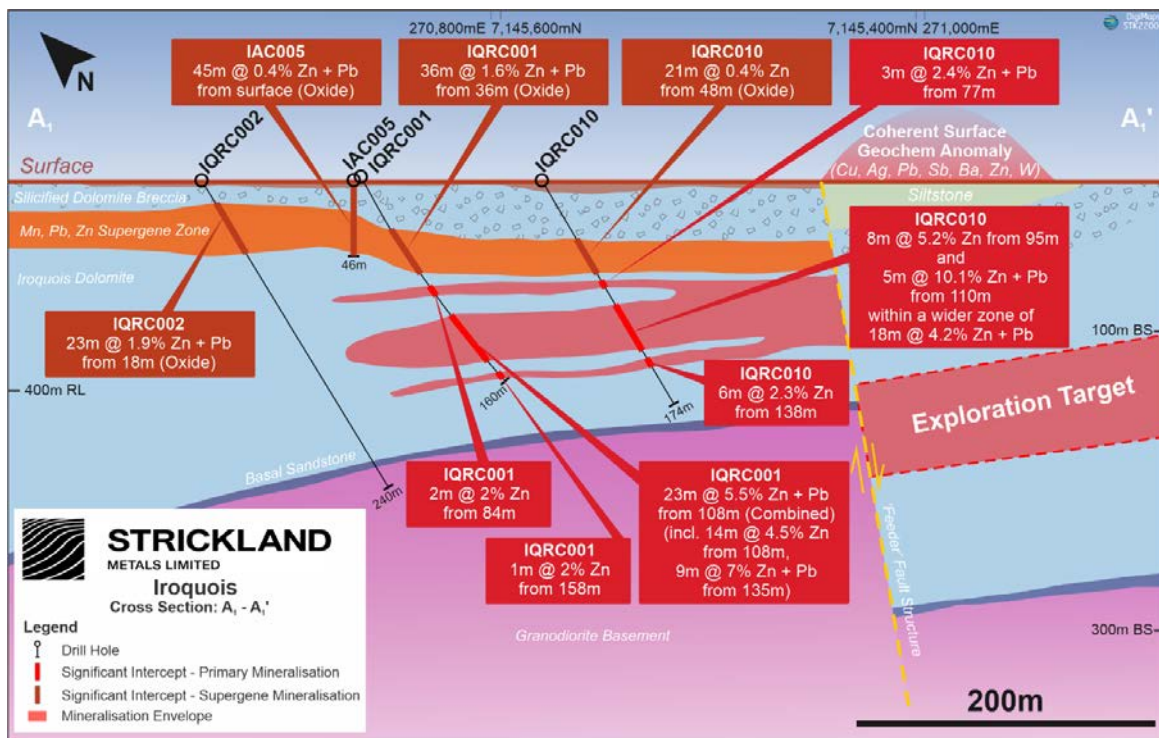 DigiMaps
270,800mE 7,145,600mN
7,145,400mN 271,000mE
N
A₁
A₁'
IAC005
45m @ 0.4% Zn + Pb
from surface (Oxide)
IQRC001
36m @ 1.6% Zn + Pb
from 36m (Oxide)
IQRC010
21m @ 0.4% Zn
from 48m (Oxide)
IQRC010
3m @ 2.4% Zn + Pb
from 77m
Coherent Surface
Geochem Anomaly
(Cu, Ag, Pb, Sb, Ba, Zn, W)
IQRC002
IAC005
IQRC001
IQRC010
Surface
Silicified Dolomite Breccia
Siltstone
Mn, Pb, Zn Supergene Zone
Iroquois Dolomite
46m
IQRC010
8m @ 5.2% Zn from 95m
and
5m @ 10.1% Zn + Pb
from 110m
within a wider zone of
18m @ 4.2% Zn + Pb
IQRC002
23m @ 1.9% Zn + Pb
from 18m (Oxide)
100m BS
400m RL
160m
174m
IQRC010
6m @ 2.3% Zn
from 138m
Exploration Target
Basal Sandstone
240m
IQRC001
2m @ 2% Zn
from 84m
IQRC001
23m @ 5.5% Zn + Pb
from 108m (Combined)
(incl. 14m @ 4.5% Zn
from 108m,
9m @ 7% Zn + Pb
from 135m)
IQRC001
1m @ 2% Zn
from 158m
'Feeder' Fault Structure
Granodiorite Basement
300m BS
200m
STRICKLAND
METALS LIMITED
Iroquois
Cross Section: A₁ - A₁'
Legend
Drill Hole
Significant Intercept - Primary Mineralisation
Significant Intercept - Supergene Mineralisation
Mineralisation Envelope